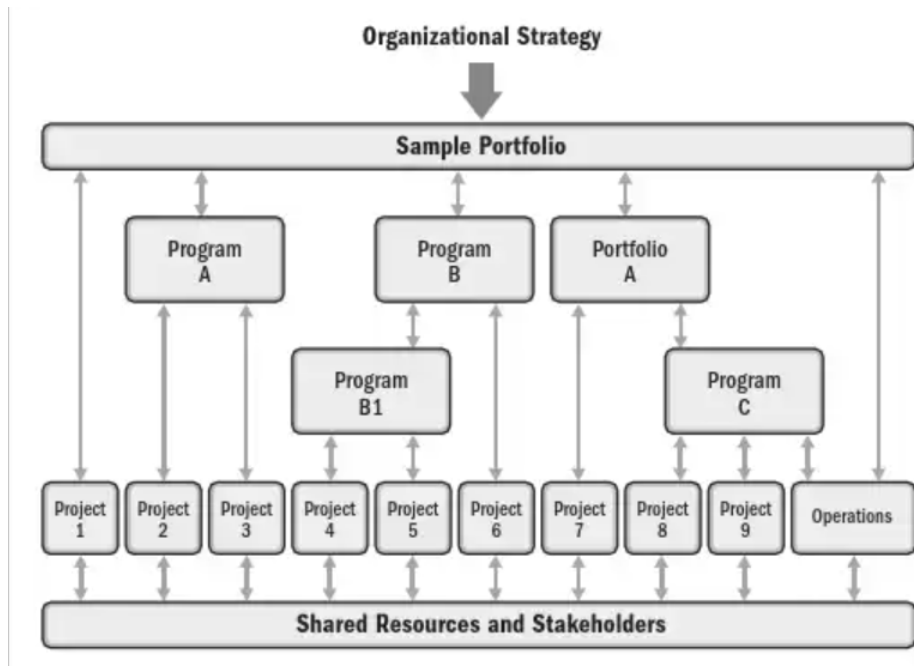 Organizational Strategy
Sample Portfolio
Program
A
Program
B
Portfolio
A
Program
B1
Program
C
Project
1
Project
2
Project
3
Project
4
Project
5
Project
6
Project
7
Project
8
Project
9
Operations
Shared Resources and Stakeholders